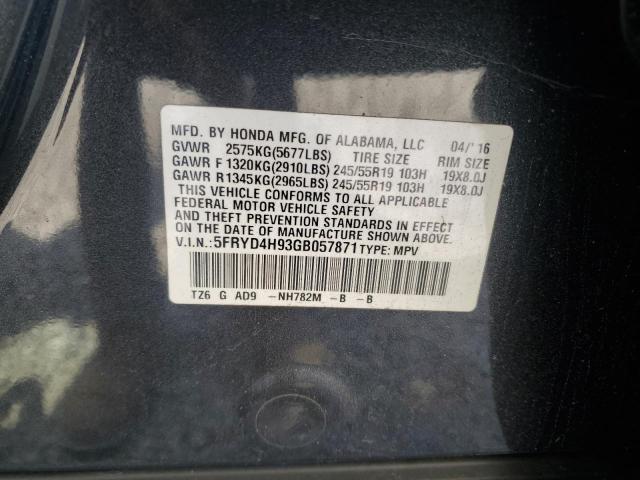 MFD. BY HONDA MFG. OF ALABAMA, LLC 04/'16
GVWR 2575KG(5677LBS) TIRE SIZE RIM SIZE
GAWR F 1320KG(2910LBS) 245/55R19 103H 19X8.0J
GAWR R1345KG(2965LBS) 245/55R19 103H 19X8.0J
THIS VEHICLE CONFORMS TO ALL APPLICABLE
FEDERAL MOTOR VEHICLE SAFETY
AND THEFT PREVENTION STANDARDS IN EFFECT
ON THE DATE OF MANUFACTURE SHOWN ABOVE.
V.I.N.: 5FRYD4H93GB057871 TYPE: MPV
TZ6 G AD9 -NH782M -B -B